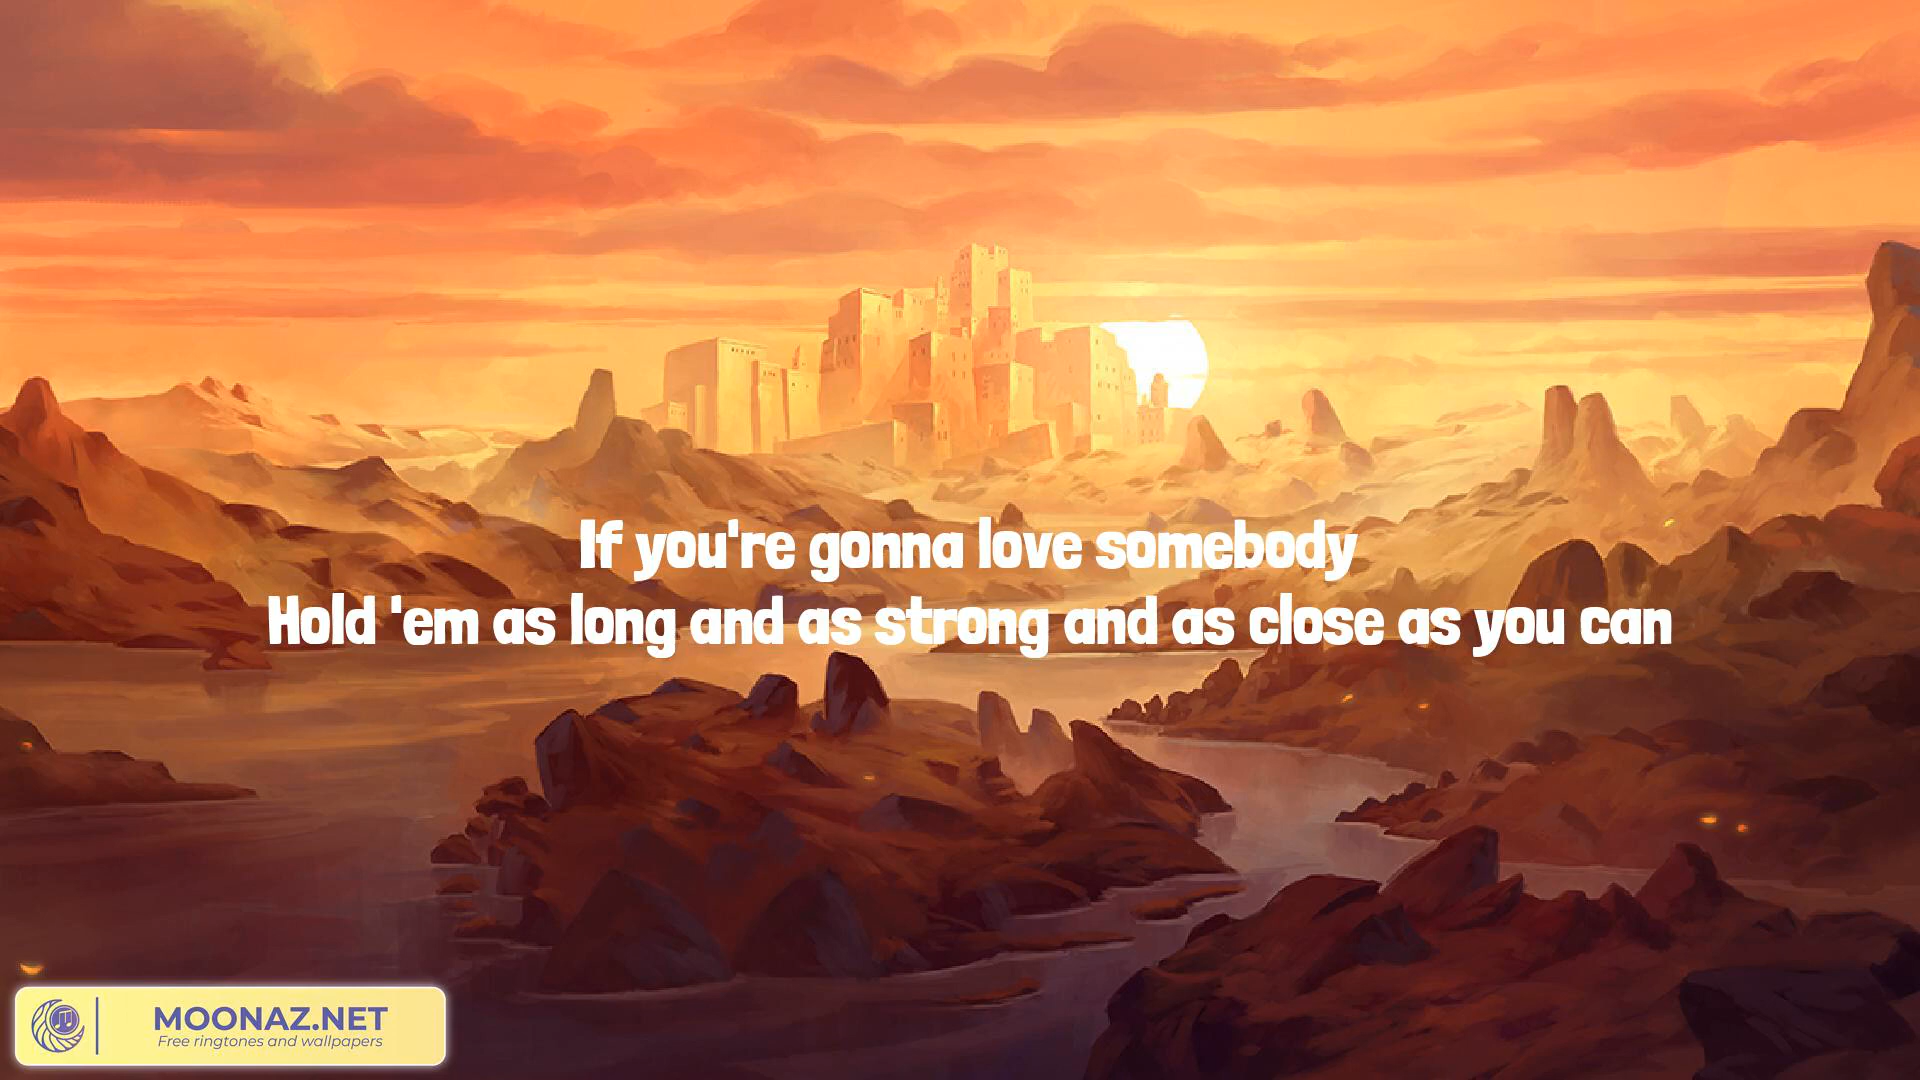 If you're gonna love somebody
Hold 'em as long and as strong and as close as you can
MOONAZ.NET
Free ringtones and wallpapers